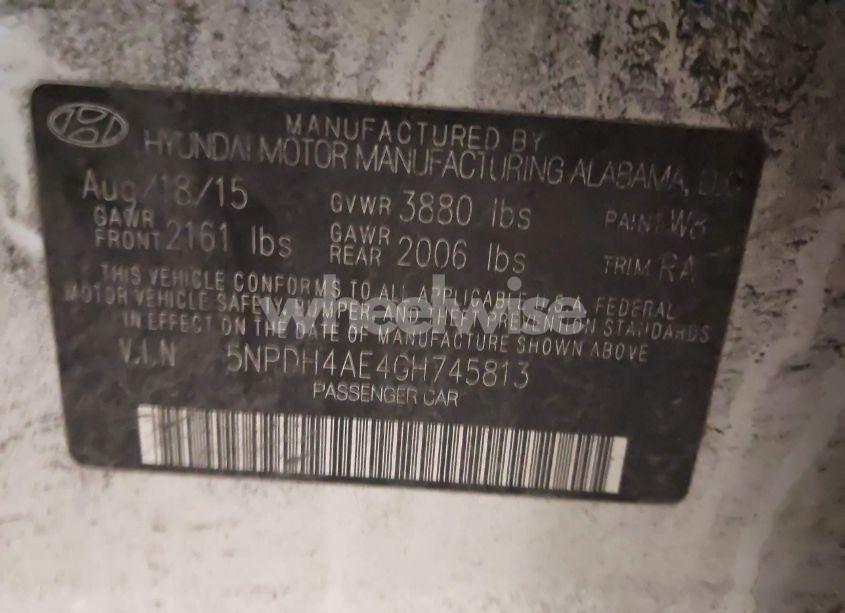 MANUFACTURED BY
HYUNDAI MOTOR MANUFACTURING ALABAMA, LLC
Aug/18/15 GVWR 3880 lbs PAINT W8
GAWR FRONT 2161 lbs GAWR REAR 2006 lbs TRIM RA
THIS VEHICLE CONFORMS TO ALL APPLICABLE U.S.A. FEDERAL
MOTOR VEHICLE SAFETY, BUMPER, AND THEFT PREVENTION STANDARDS
IN EFFECT ON THE DATE OF MANUFACTURE SHOWN ABOVE.
wheelwise
V.I.N 5NPDH4AE4GH745813
PASSENGER CAR